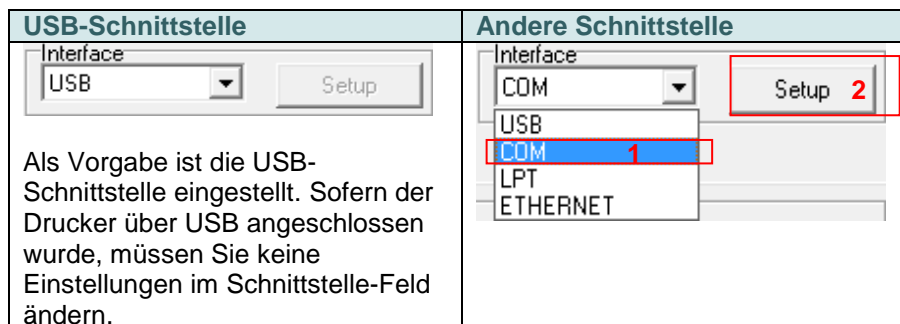 USB-Schnittstelle
Interface
USB
Setup
Als Vorgabe ist die USB-
Schnittstelle eingestellt. Sofern der
Drucker über USB angeschlossen
wurde, müssen Sie keine
Einstellungen im Schnittstelle-Feld
ändern.
Andere Schnittstelle
Interface
COM
Setup 2
USB
COM 1
LPT
ETHERNET